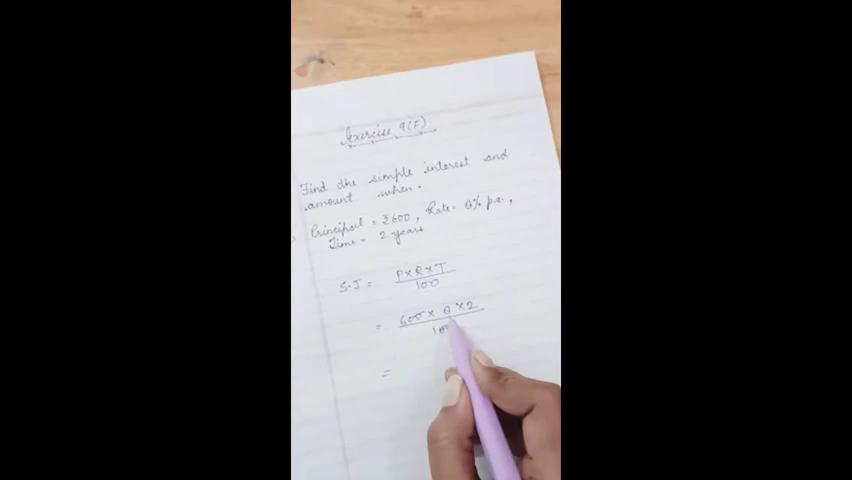 Exercise 9(F)
Find the simple interest and
amount when.
Principal = ₹600, Rate = 8% p.a.,
Time = 2 years
S.I = P×R×T
100
= 600 × 8 × 2
100
=